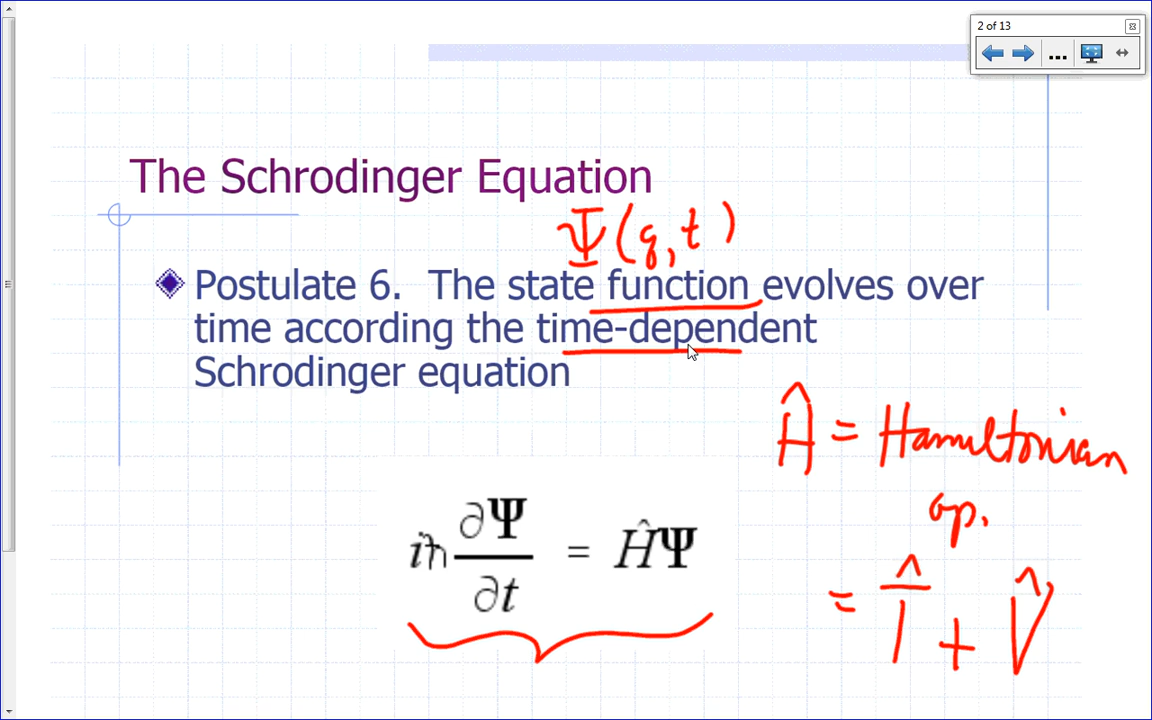 2 of 13
...
The Schrodinger Equation
Ψ(q,t)
Postulate 6. The state function evolves over
time according the time-dependent
Schrodinger equation
Ĥ = Hamiltonian
op.
= T̂ + V̂
iħ ∂Ψ/∂t = ĤΨ